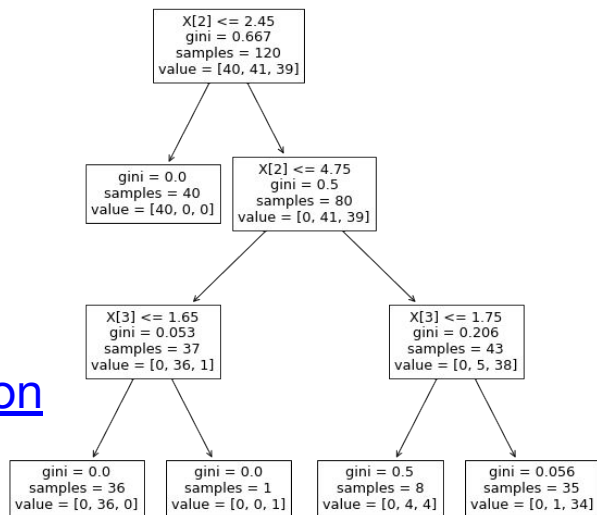 X[2] <= 2.45
gini = 0.667
samples = 120
value = [40, 41, 39]
gini = 0.0
samples = 40
value = [40, 0, 0]
X[2] <= 4.75
gini = 0.5
samples = 80
value = [0, 41, 39]
X[3] <= 1.65
gini = 0.053
samples = 37
value = [0, 36, 1]
X[3] <= 1.75
gini = 0.206
samples = 43
value = [0, 5, 38]
on
gini = 0.0
samples = 36
value = [0, 36, 0]
gini = 0.0
samples = 1
value = [0, 0, 1]
gini = 0.5
samples = 8
value = [0, 4, 4]
gini = 0.056
samples = 35
value = [0, 1, 34]